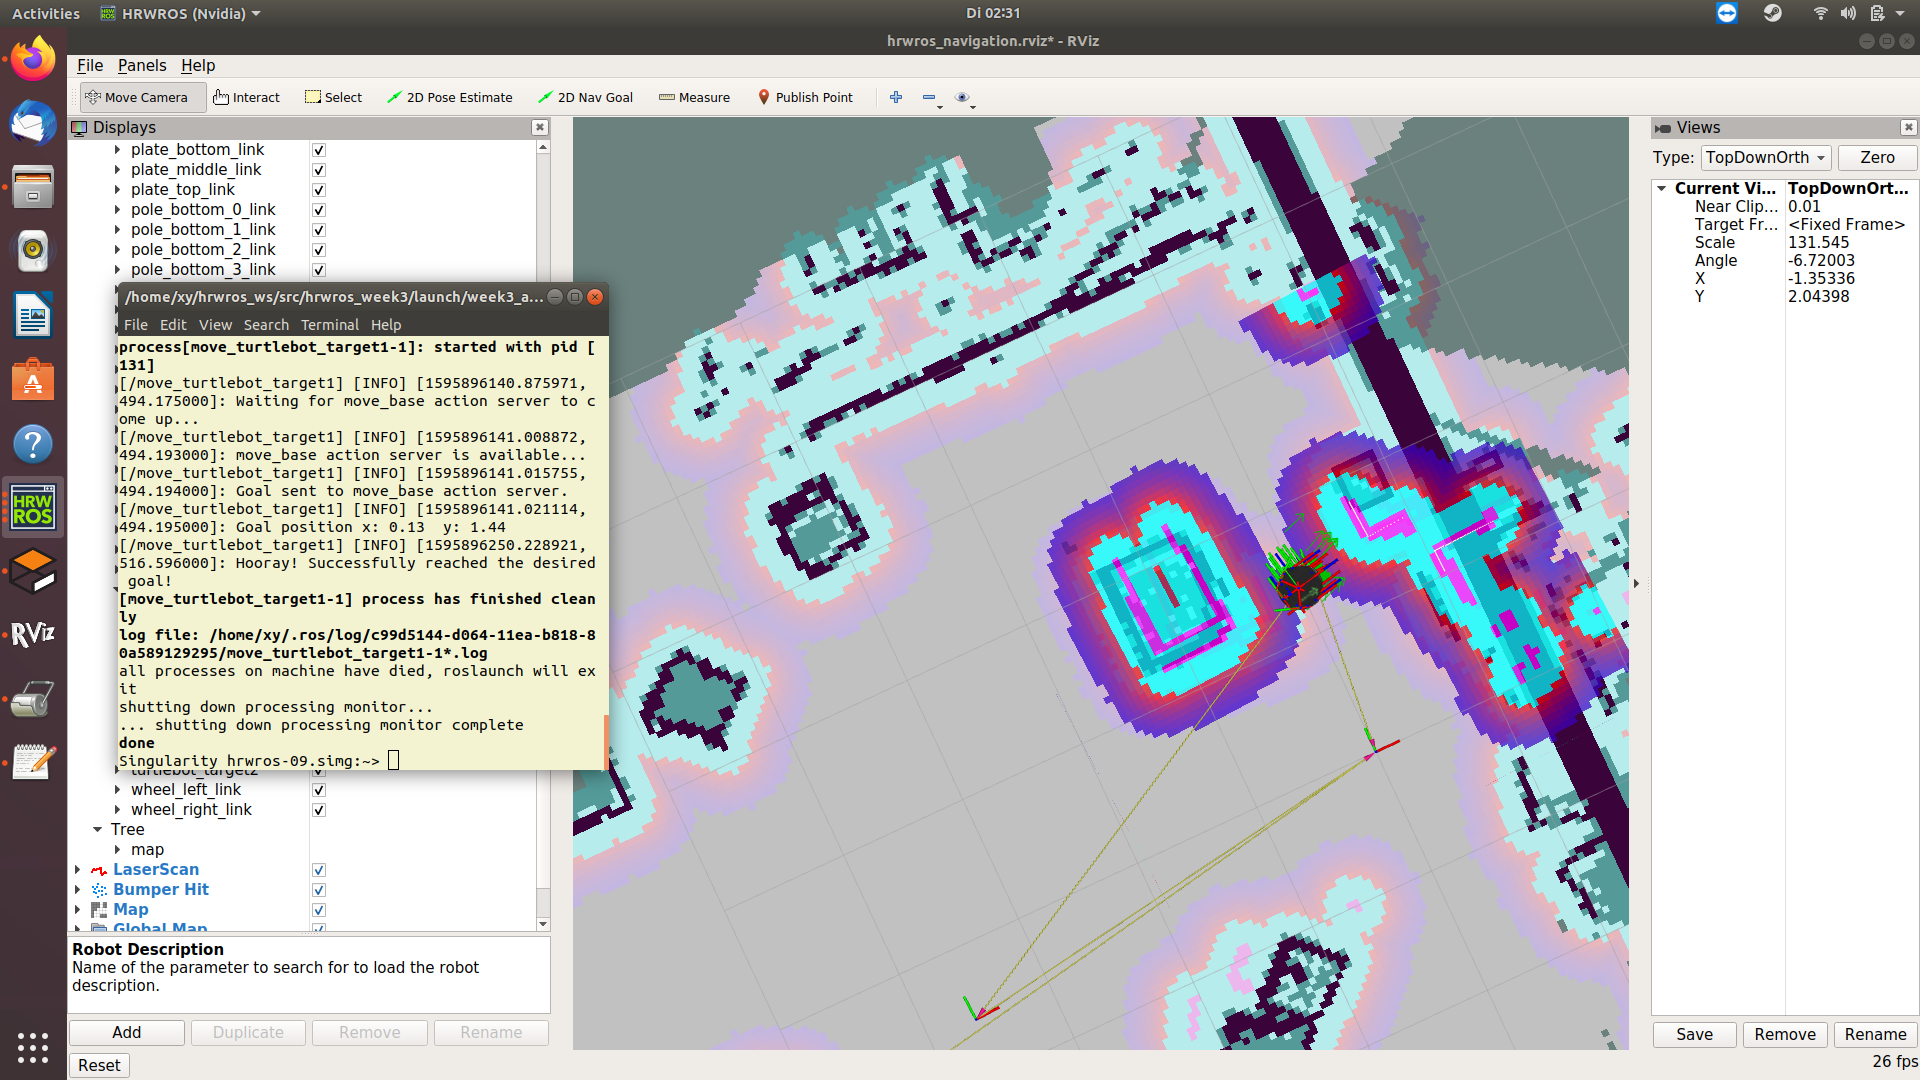 Activities
HRWROS (Nvidia)
Di 02:31
hrwros_navigation.rviz* - RViz
File Panels Help
Move Camera Interact Select 2D Pose Estimate 2D Nav Goal Measure Publish Point
Displays
plate_bottom_link
plate_middle_link
plate_top_link
pole_bottom_0_link
pole_bottom_1_link
pole_bottom_2_link
pole_bottom_3_link
/home/xy/hrwros_ws/src/hrwros_week3/launch/week3_a...
File Edit View Search Terminal Help
process[move_turtlebot_target1-1]: started with pid [
131]
[/move_turtlebot_target1] [INFO] [1595896140.875971,
494.175000]: Waiting for move_base action server to c
ome up...
[/move_turtlebot_target1] [INFO] [1595896141.008872,
494.193000]: move_base action server is available...
[/move_turtlebot_target1] [INFO] [1595896141.015755,
494.194000]: Goal sent to move_base action server.
[/move_turtlebot_target1] [INFO] [1595896141.021114,
494.195000]: Goal position x: 0.13  y: 1.44
[/move_turtlebot_target1] [INFO] [1595896250.228921,
516.596000]: Hooray! Successfully reached the desired
goal!
[move_turtlebot_target1-1] process has finished clean
ly
log file: /home/xy/.ros/log/c99d5144-d064-11ea-b818-8
0a589129295/move_turtlebot_target1-1*.log
all processes on machine have died, roslaunch will ex
it
shutting down processing monitor...
... shutting down processing monitor complete
done
Singularity hrwros-09.simg:~>
turtlebot_target2
wheel_left_link
wheel_right_link
Tree
map
LaserScan
Bumper Hit
Map
Global Map
Robot Description
Name of the parameter to search for to load the robot
description.
Add Duplicate Remove Rename
Reset
Views
Type: TopDownOrth Zero
Current Vi... TopDownOrt...
Near Clip... 0.01
Target Fr... <Fixed Frame>
Scale 131.545
Angle -6.72003
X -1.35336
Y 2.04398
Save Remove Rename
26 fps
HRW
ROS
RViz